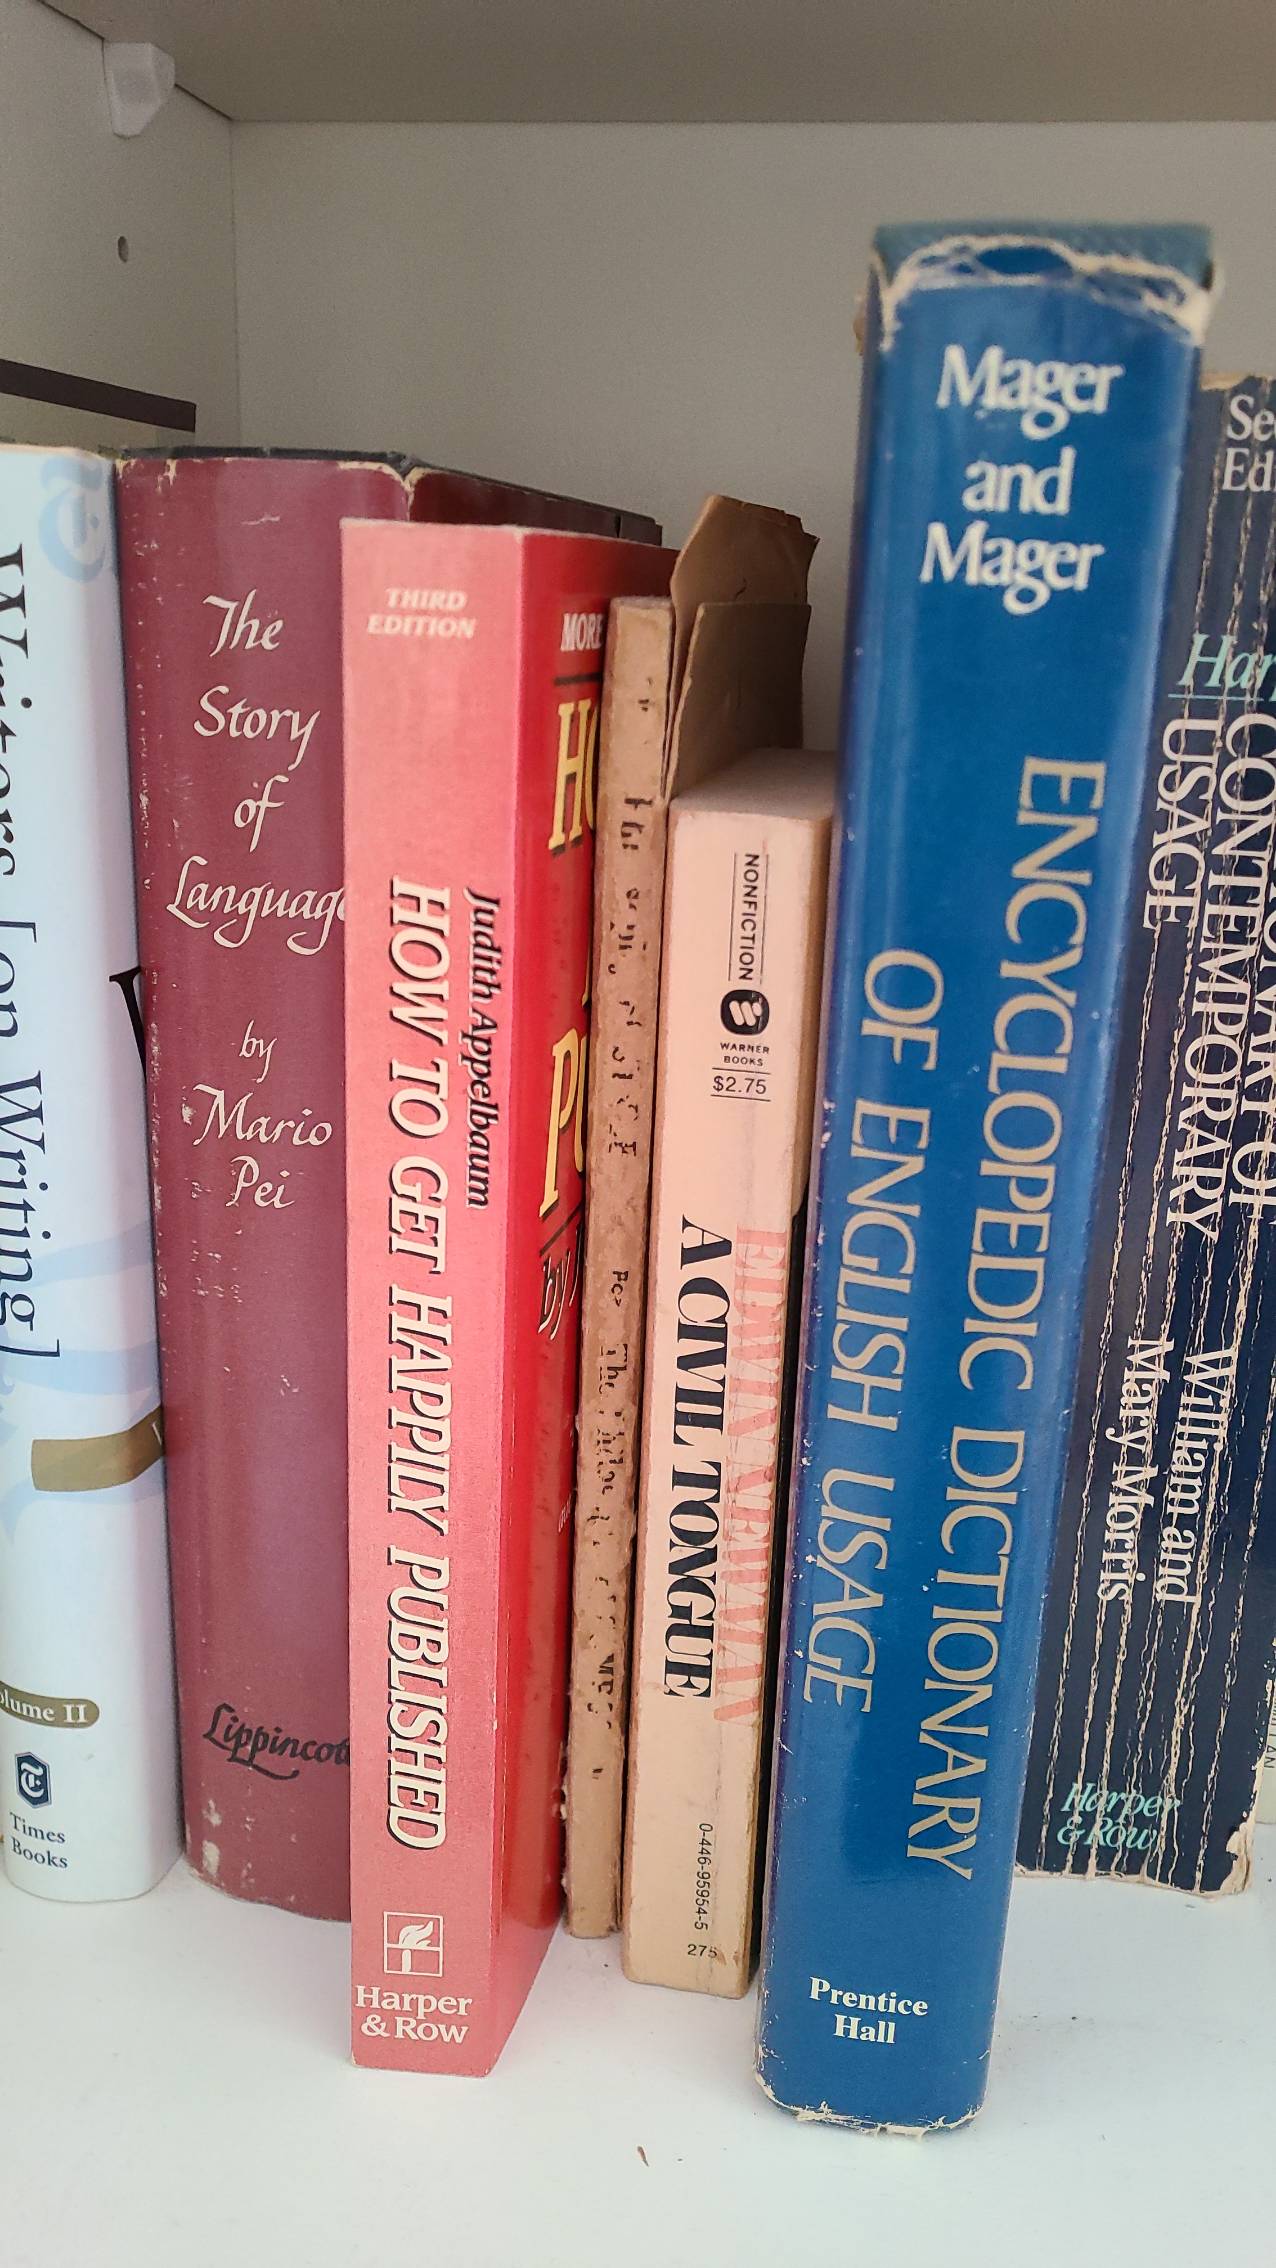 Writers [on Writing]
Volume II
Times
Books
The
Story
of
Language
by
Mario
Pei
Lippincott
THIRD
EDITION
Judith Appelbaum
HOW TO GET HAPPILY PUBLISHED
Harper
& Row
MORE
by
The
NONFICTION
WARNER
BOOKS
$2.75
EDWIN NEWMAN
A CIVIL TONGUE
0-446-95954-5
275
Mager
and
Mager
ENCYCLOPEDIC DICTIONARY
OF ENGLISH USAGE
Prentice
Hall
CONTEMPORARY
USAGE
William and
Mary Morris
Harper
& Row